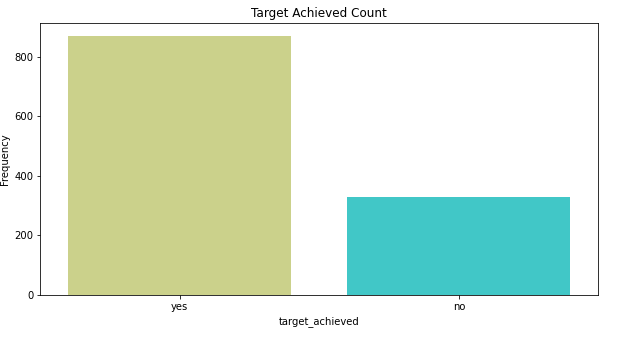 Target Achieved Count
800
600
400
200
0
Frequency
yes
no
target_achieved